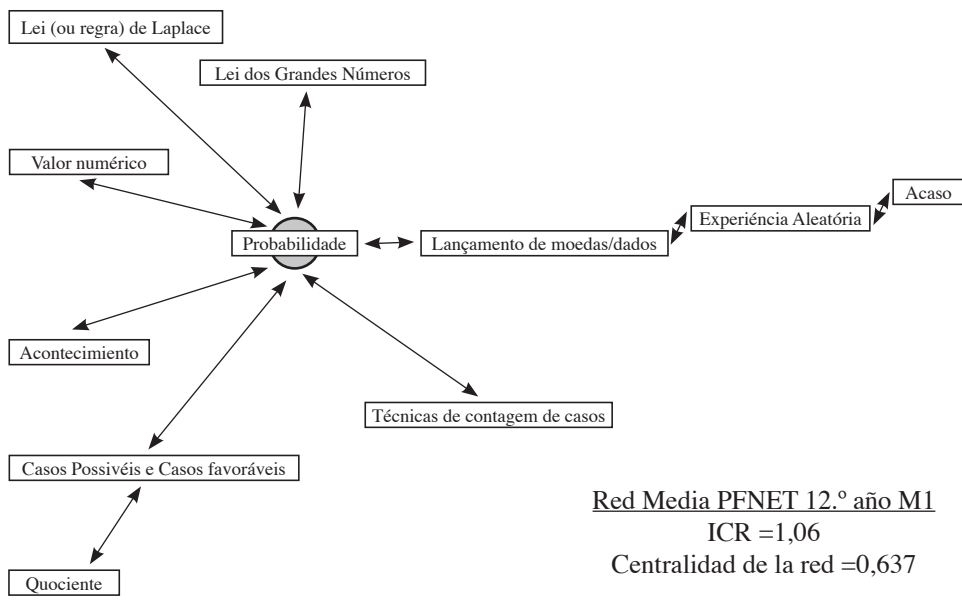 Lei (ou regra) de Laplace
Lei dos Grandes Números
Valor numérico
Acaso
Experiéncia Aleatória
Probabilidade
Lançamento de moedas/dados
Acontecimiento
Técnicas de contagem de casos
Casos Possivéis e Casos favoráveis
Quociente
Red Media PFNET 12.º año M1
ICR =1,06
Centralidad de la red =0,637